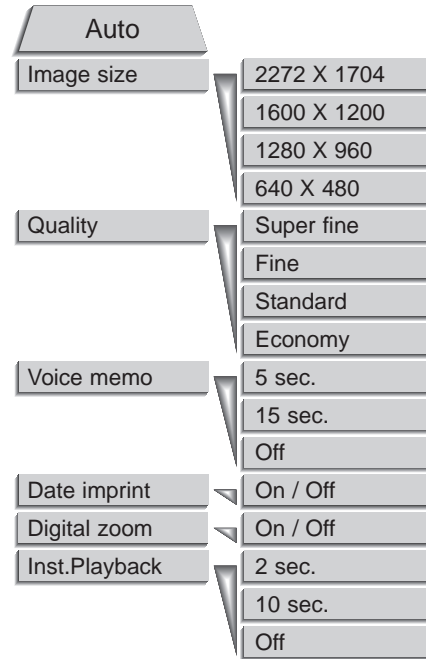 Auto
Image size 2272 X 1704
1600 X 1200
1280 X 960
640 X 480
Quality Super fine
Fine
Standard
Economy
Voice memo 5 sec.
15 sec.
Off
Date imprint On / Off
Digital zoom On / Off
Inst.Playback 2 sec.
10 sec.
Off